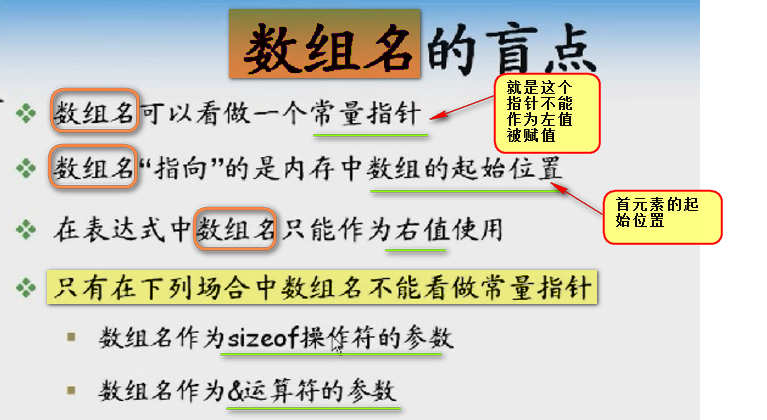 数组名的盲点
数组名可以看做一个常量指针
就是这个
指针不能
作为左值
被赋值
数组名“指向”的是内存中数组的起始位置
首元素的起
始位置
在表达式中数组名只能作为右值使用
只有在下列场合中数组名不能看做常量指针
数组名作为sizeof操作符的参数
数组名作为&运算符的参数